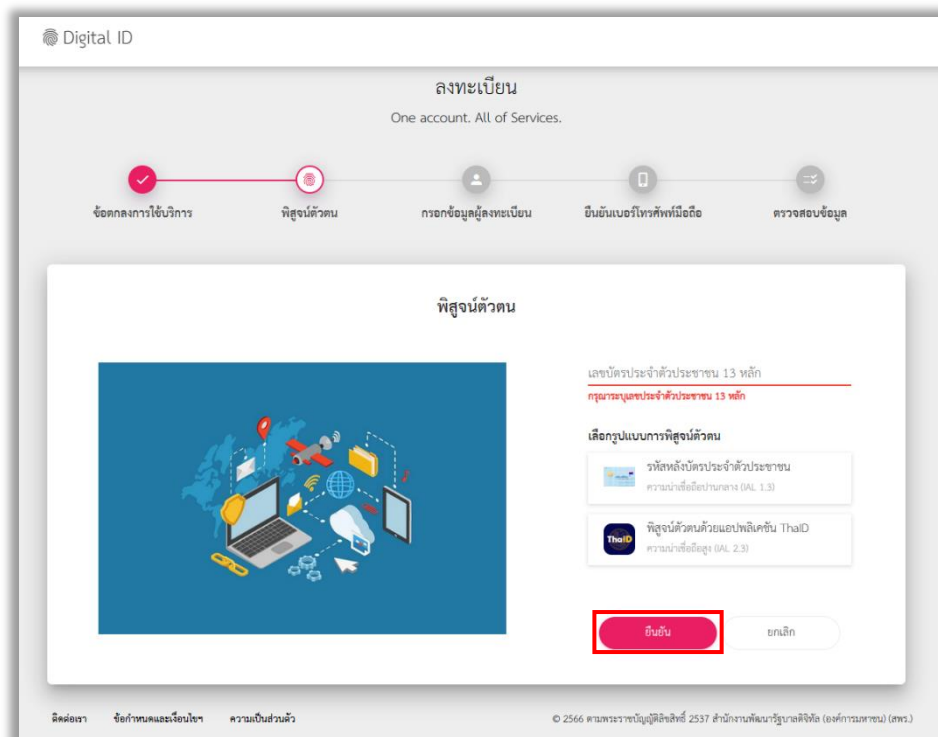 Digital ID
ลงทะเบียน
One account. All of Services.
ข้อตกลงการใช้บริการ
พิสูจน์ตัวตน
กรอกข้อมูลผู้ลงทะเบียน
ยืนยันเบอร์โทรศัพท์มือถือ
ตรวจสอบข้อมูล
พิสูจน์ตัวตน
เลขบัตรประจำตัวประชาชน 13 หลัก
กรุณาระบุเลขประจำตัวประชาชน 13 หลัก
เลือกรูปแบบการพิสูจน์ตัวตน
รหัสหลังบัตรประจำตัวประชาชน
ความน่าเชื่อถือปานกลาง (IAL 1.3)
ThaID
พิสูจน์ตัวตนด้วยแอปพลิเคชัน ThaID
ความน่าเชื่อถือสูง (IAL 2.3)
ยืนยัน
ยกเลิก
ติดต่อเรา
ข้อกำหนดและเงื่อนไขฯ
ความเป็นส่วนตัว
© 2566 ตามพระราชบัญญัติลิขสิทธิ์ 2537 สำนักงานพัฒนารัฐบาลดิจิทัล (องค์การมหาชน) (สพร.)